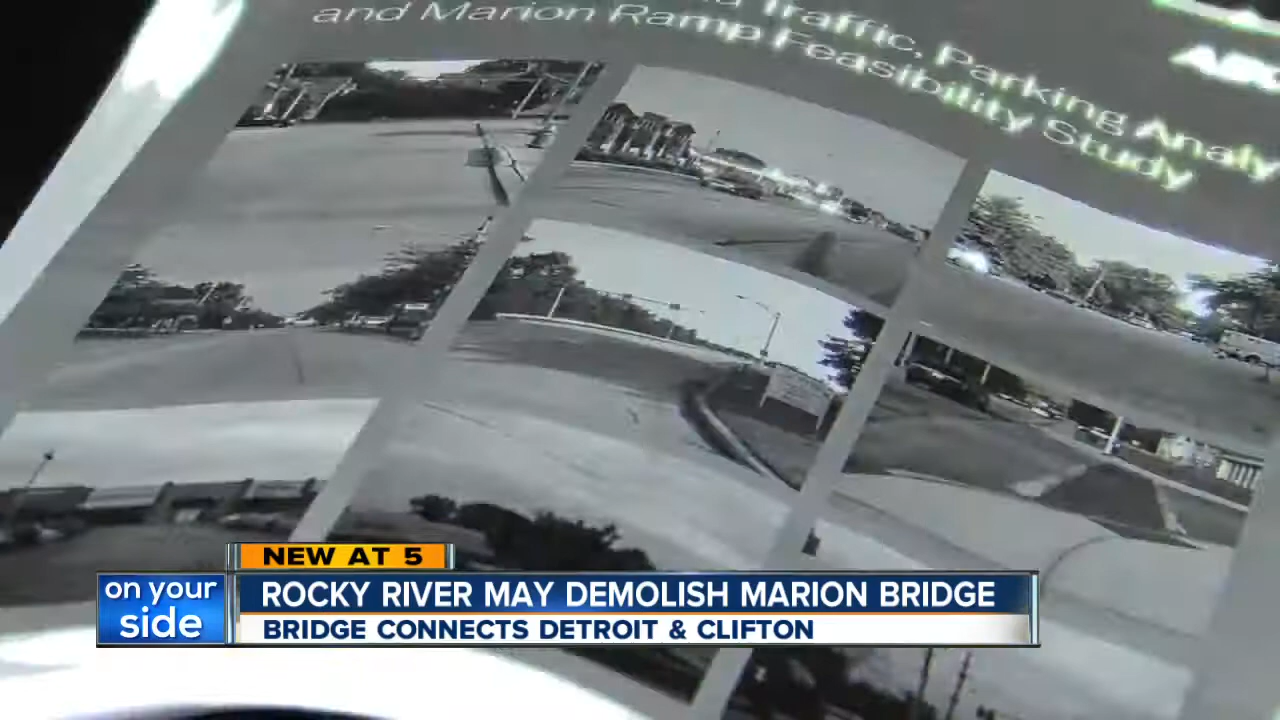 Traffic, Parking Analy
and Marion Ramp Feasibility Study
NEW AT 5
on your
side
ROCKY RIVER MAY DEMOLISH MARION BRIDGE
BRIDGE CONNECTS DETROIT & CLIFTON